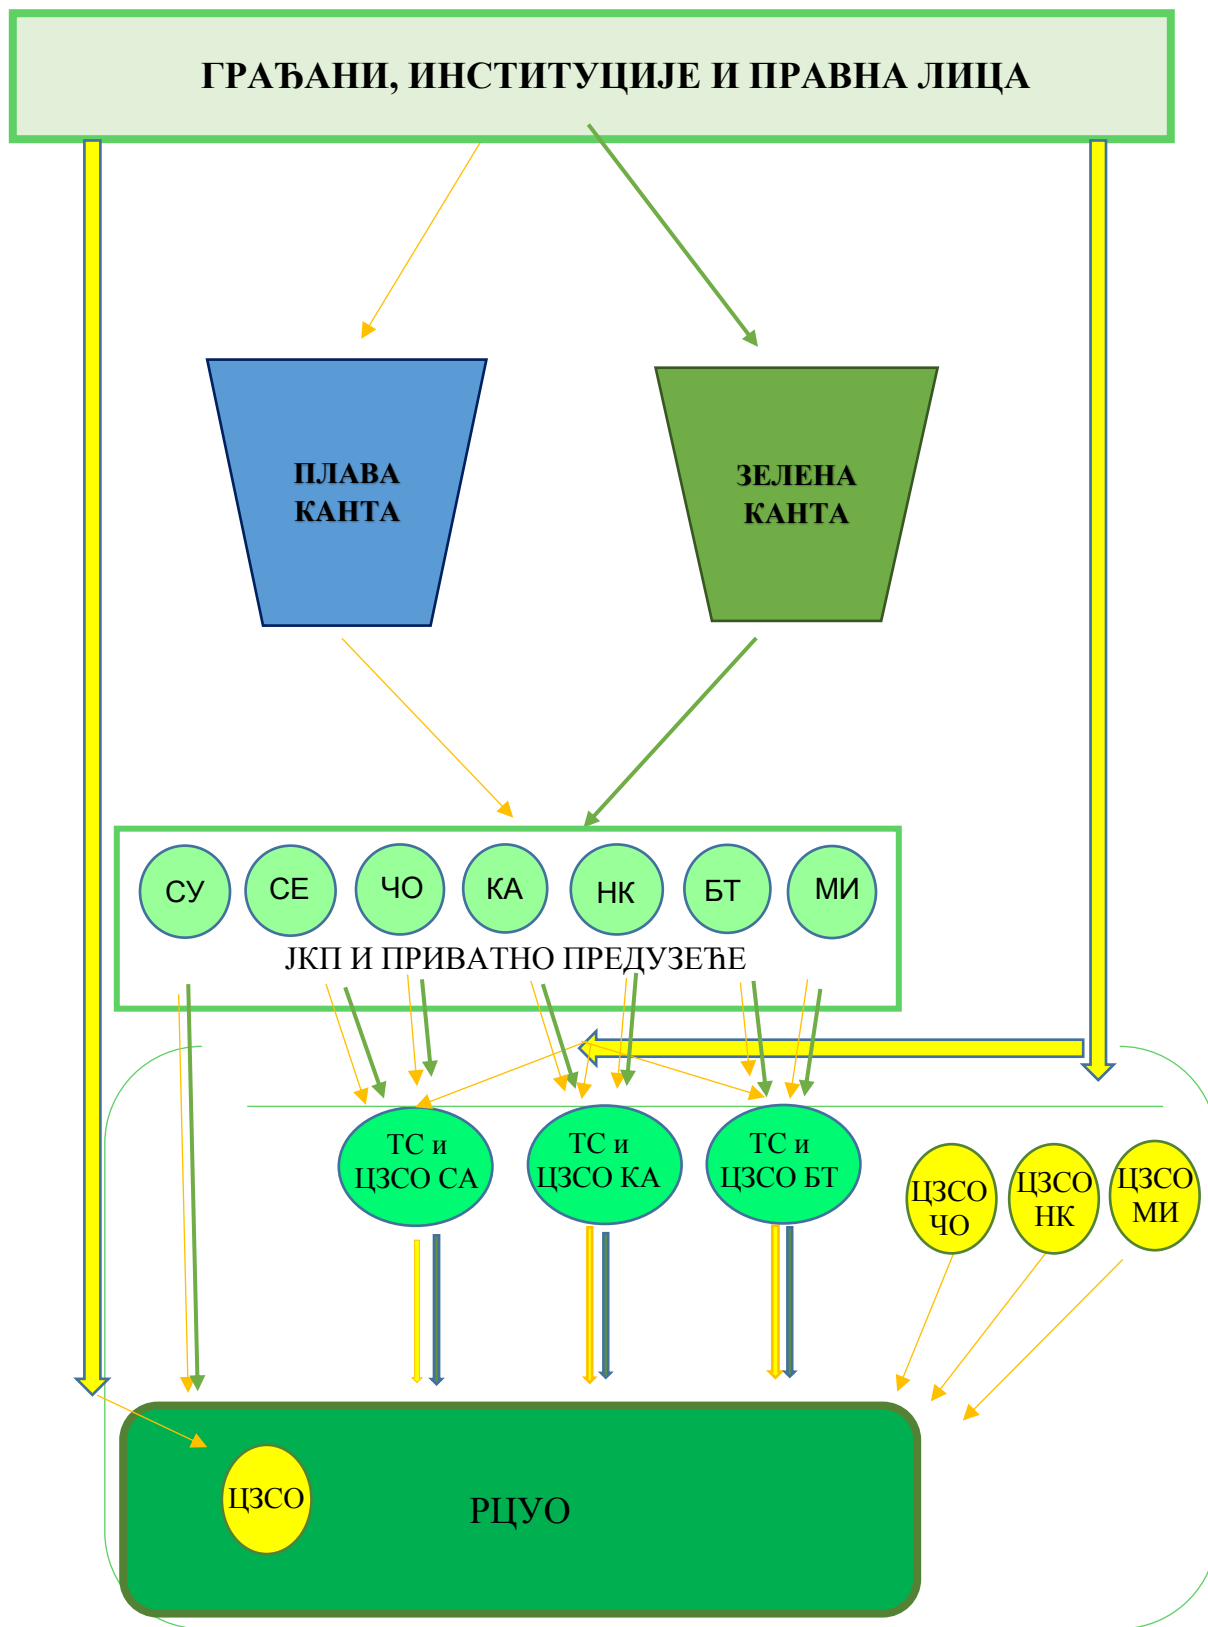 ГРАЂАНИ, ИНСТИТУЦИЈЕ И ПРАВНА ЛИЦА
ПЛАВА
КАНТА
ЗЕЛЕНА
КАНТА
СУ
СЕ
ЧО
КА
НК
БТ
МИ
ЈКП И ПРИВАТНО ПРЕДУЗЕЋЕ
ТС и
ЦЗСО СА
ТС и
ЦЗСО КА
ТС и
ЦЗСО БТ
ЦЗСО
ЧО
ЦЗСО
НК
ЦЗСО
МИ
ЦЗСО
РЦУО